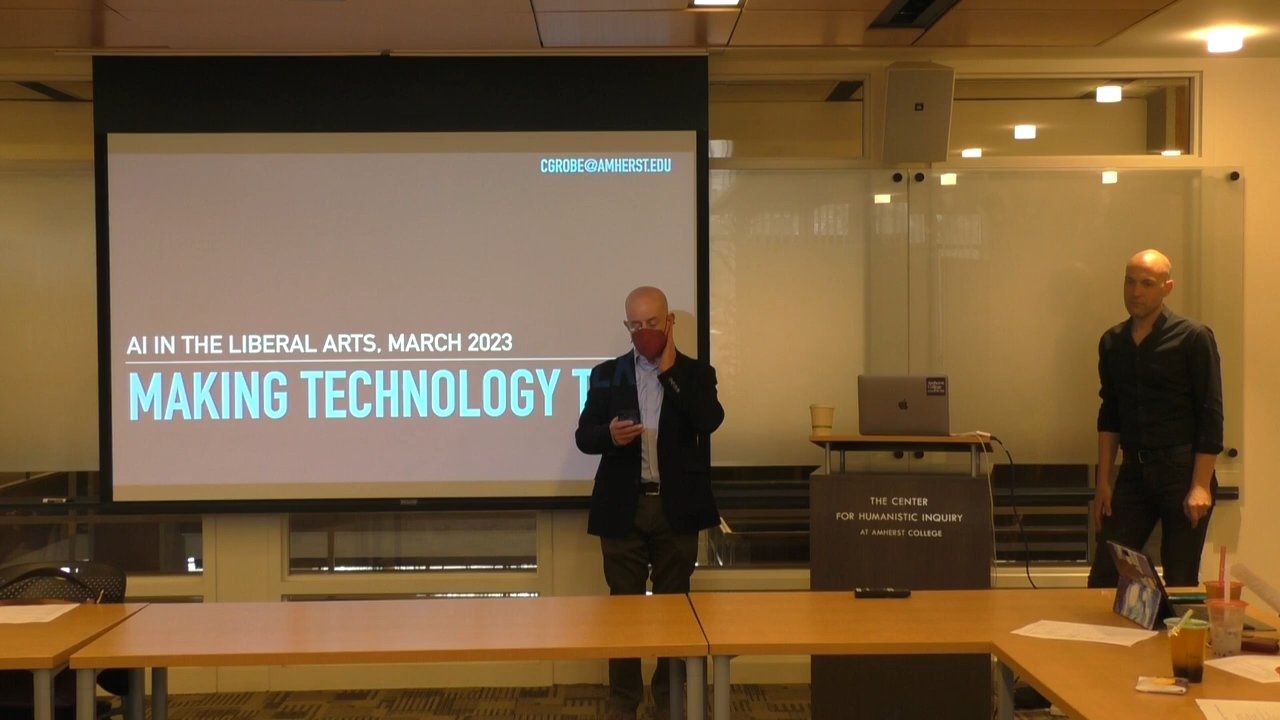 CGROBE@AMHERST.EDU
AI IN THE LIBERAL ARTS, MARCH 2023
MAKING TECHNOLOGY
THE CENTER
FOR HUMANISTIC INQUIRY
AT AMHERST COLLEGE